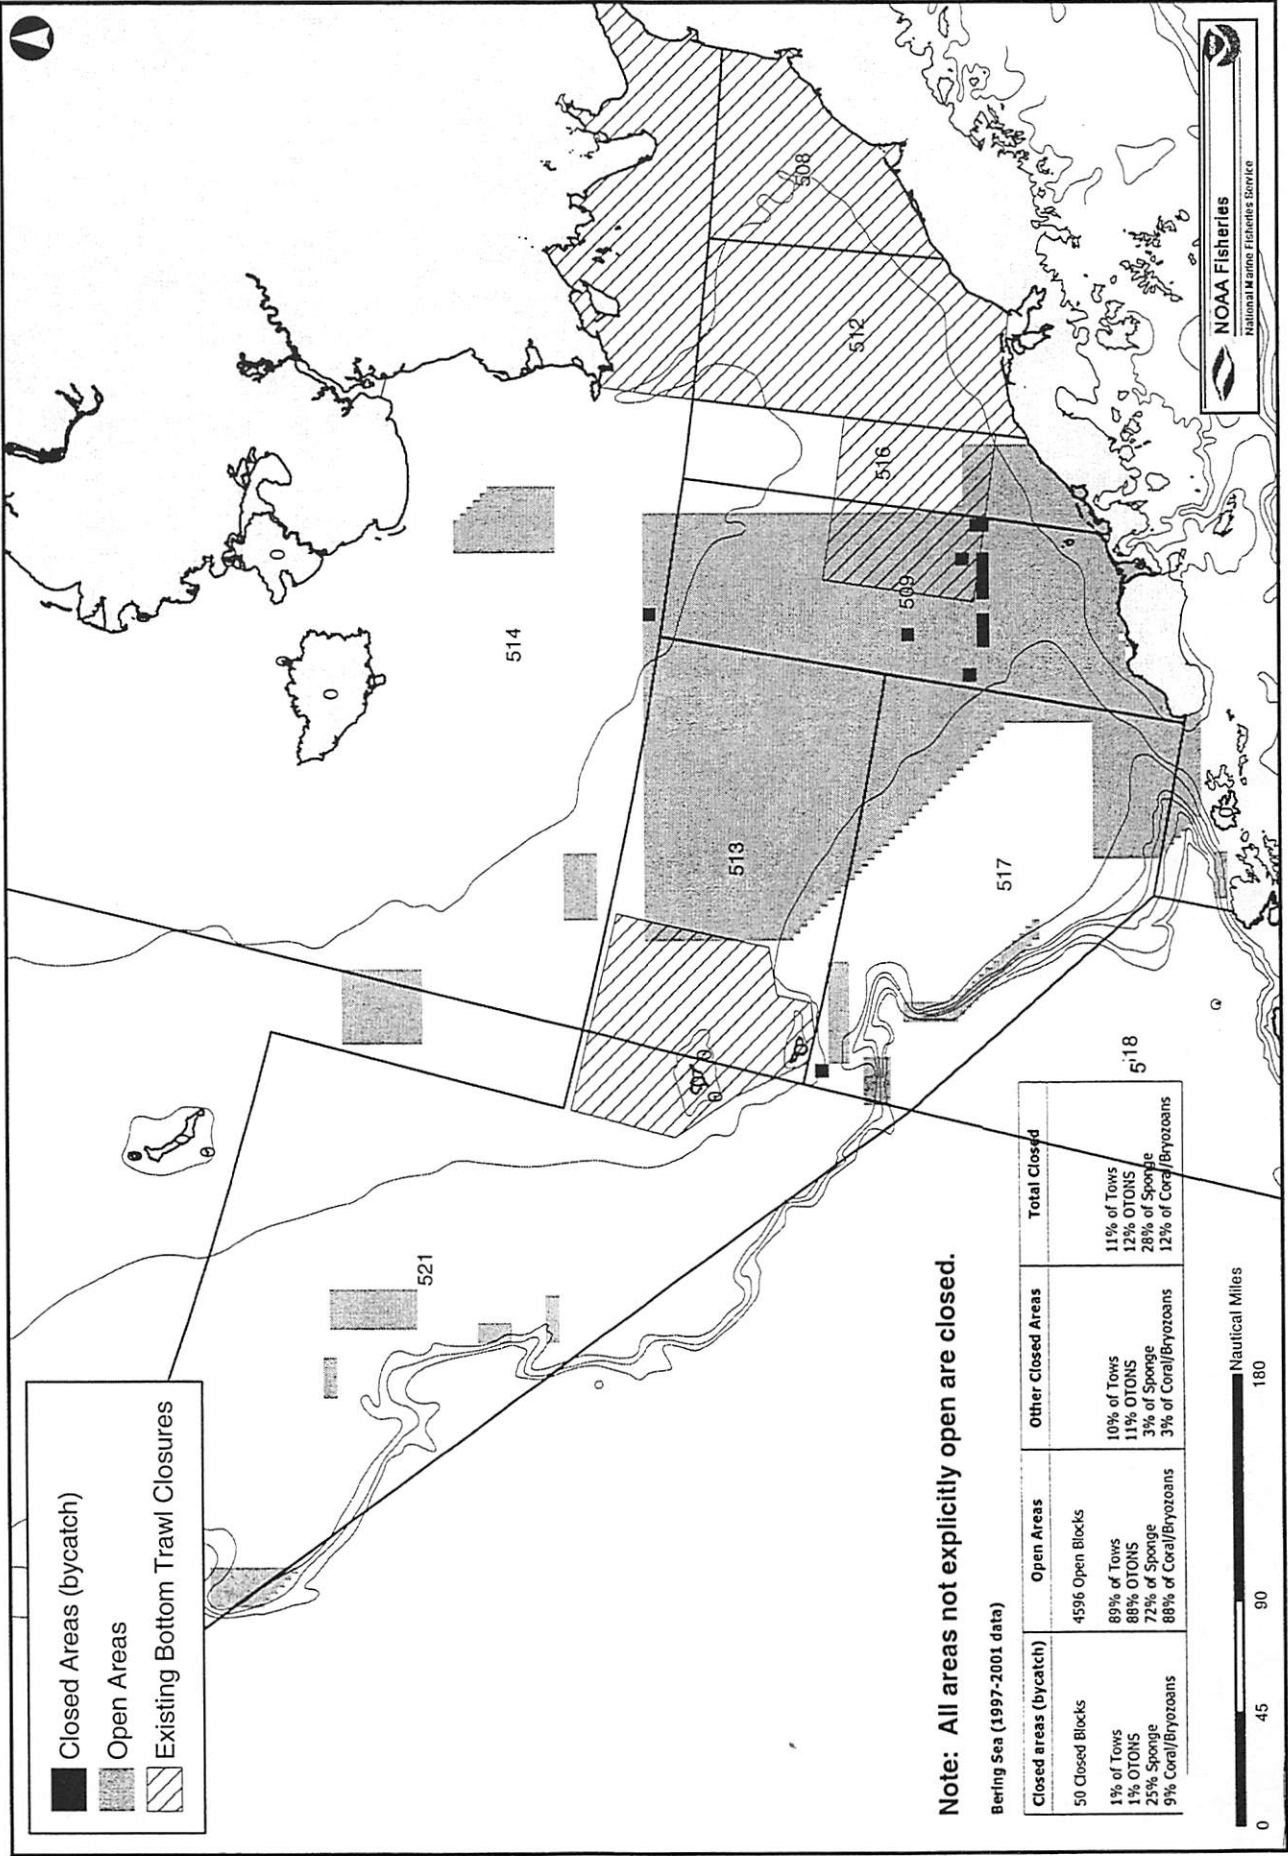 Closed Areas (bycatch)
Open Areas
Existing Bottom Trawl Closures
521
514
513
517
5'18
509
516
512
508
0
0
Note: All areas not explicitly open are closed.
Bering Sea (1997-2001 data)
Closed areas (bycatch) Open Areas Other Closed Areas Total Closed
50 Closed Blocks 4596 Open Blocks
1% of Tows 89% of Tows 10% of Tows 11% of Tows
1% OTONS 88% OTONS 11% OTONS 12% OTONS
25% Sponge 72% of Sponge 3% of Sponge 28% of Sponge
9% Coral/Bryozoans 88% of Coral/Bryozoans 3% of Coral/Bryozoans 12% of Coral/Bryozoans
Nautical Miles
0 45 90 180
NOAA Fisheries
National Marine Fisheries Service